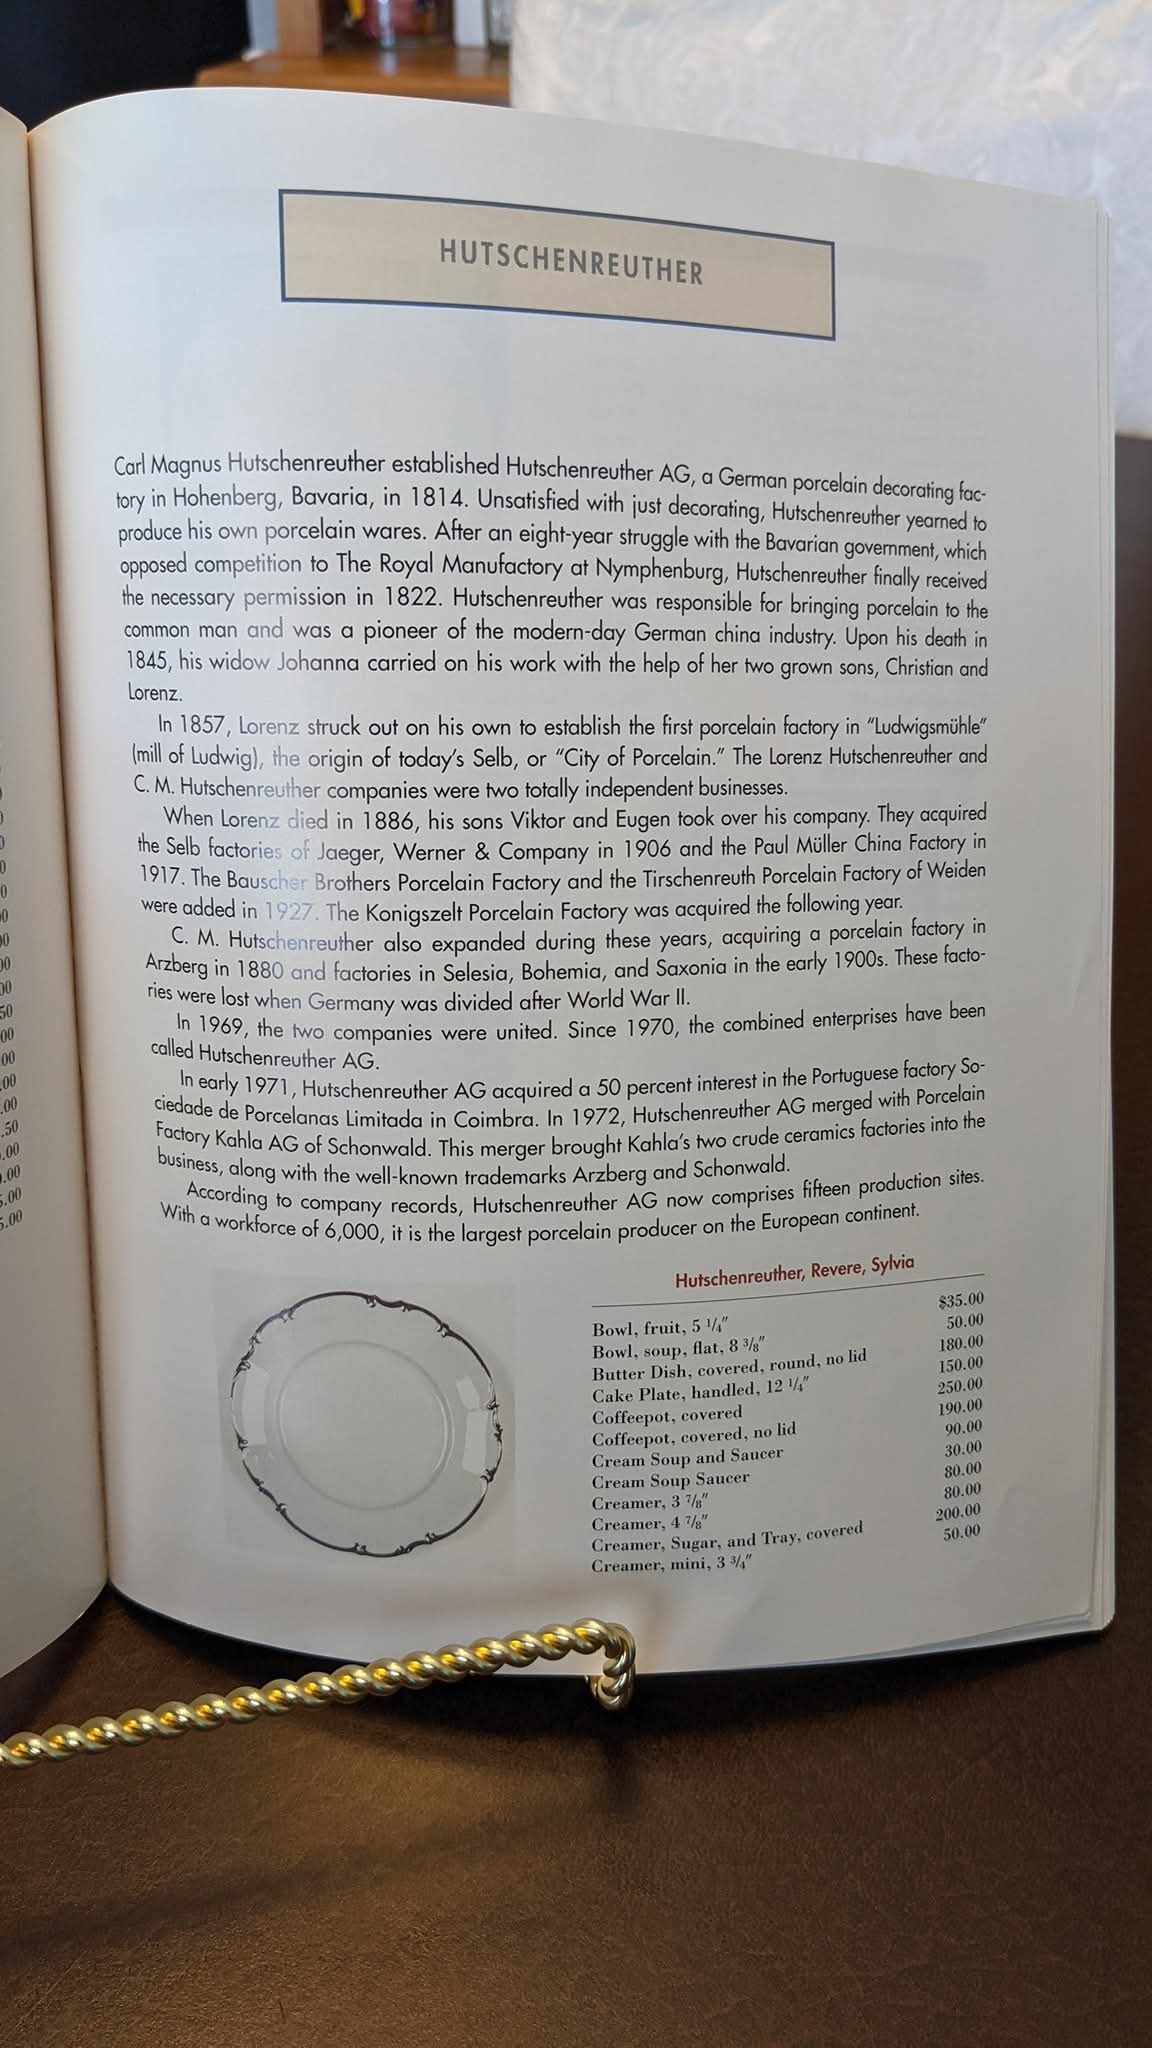 HUTSCHENREUTHER
Carl Magnus Hutschenreuther established Hutschenreuther AG, a German porcelain decorating fac-
tory in Hohenberg, Bavaria, in 1814. Unsatisfied with just decorating, Hutschenreuther yearned to
produce his own porcelain wares. After an eight-year struggle with the Bavarian government, which
opposed competition to The Royal Manufactory at Nymphenburg, Hutschenreuther finally received
the necessary permission in 1822. Hutschenreuther was responsible for bringing porcelain to the
common man and was a pioneer of the modern-day German china industry. Upon his death in
1845, his widow Johanna carried on his work with the help of her two grown sons, Christian and
Lorenz.
In 1857, Lorenz struck out on his own to establish the first porcelain factory in "Ludwigsmühle"
(mill of Ludwig), the origin of today's Selb, or "City of Porcelain." The Lorenz Hutschenreuther and
C. M. Hutschenreuther companies were two totally independent businesses.
When Lorenz died in 1886, his sons Viktor and Eugen took over his company. They acquired
the Selb factories of Jaeger, Werner & Company in 1906 and the Paul Müller China Factory in
1917. The Bauscher Brothers Porcelain Factory and the Tirschenreuth Porcelain Factory of Weiden
were added in 1927. The Konigszelt Porcelain Factory was acquired the following year.
C. M. Hutschenreuther also expanded during these years, acquiring a porcelain factory in
Arzberg in 1880 and factories in Selesia, Bohemia, and Saxonia in the early 1900s. These facto-
ries were lost when Germany was divided after World War II.
In 1969, the two companies were united. Since 1970, the combined enterprises have been
called Hutschenreuther AG.
In early 1971, Hutschenreuther AG acquired a 50 percent interest in the Portuguese factory So-
ciedade de Porcelanas Limitada in Coimbra. In 1972, Hutschenreuther AG merged with Porcelain
Factory Kahla AG of Schonwald. This merger brought Kahla's two crude ceramics factories into the
business, along with the well-known trademarks Arzberg and Schonwald.
According to company records, Hutschenreuther AG now comprises fifteen production sites.
With a workforce of 6,000, it is the largest porcelain producer on the European continent.
Hutschenreuther, Revere, Sylvia
Bowl, fruit, 5 1/4" $35.00
Bowl, soup, flat, 8 3/8" 50.00
Butter Dish, covered, round, no lid 180.00
Cake Plate, handled, 12 1/4" 150.00
Coffeepot, covered 250.00
Coffeepot, covered, no lid 190.00
Cream Soup and Saucer 90.00
Cream Soup Saucer 30.00
Creamer, 3 7/8" 80.00
Creamer, 4 7/8" 80.00
Creamer, Sugar, and Tray, covered 200.00
Creamer, mini, 3 3/4" 50.00